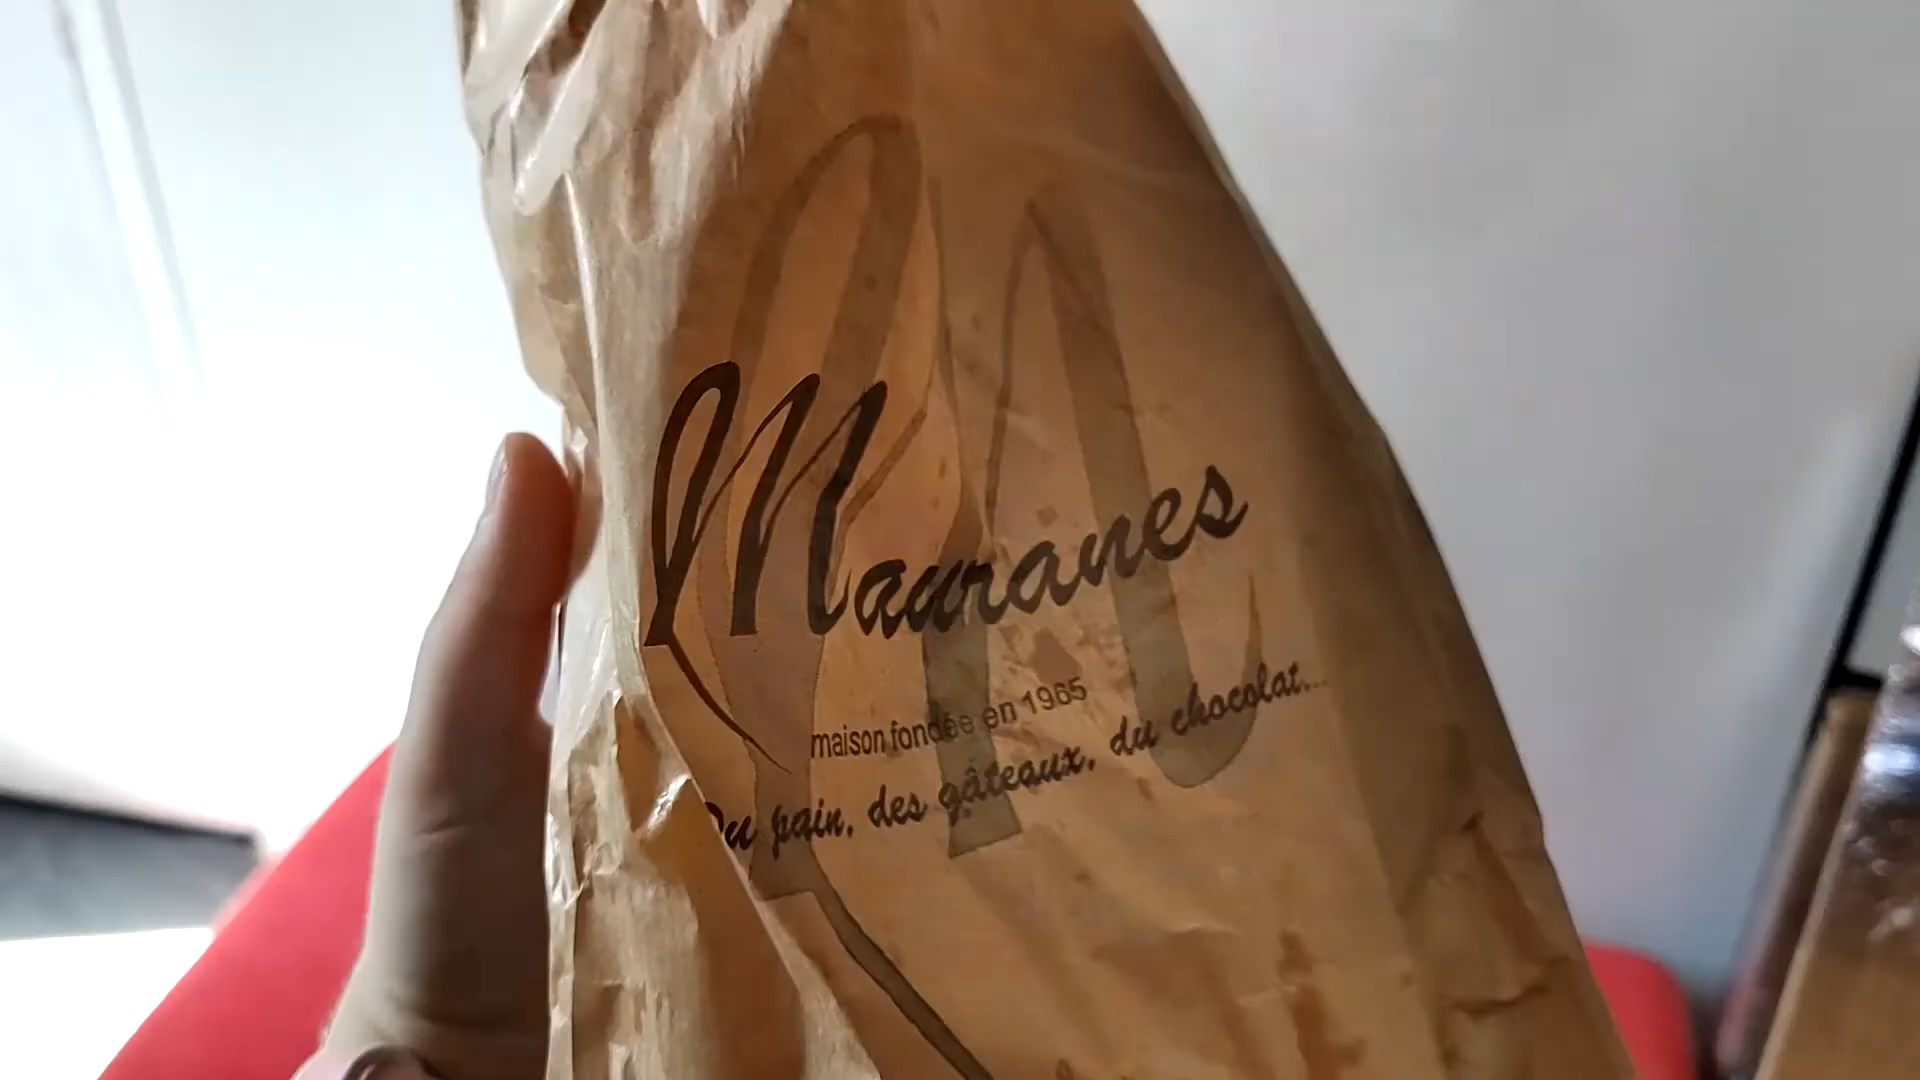 Mauranes
maison fondée en 1965
Du pain, des gâteaux, du chocolat...